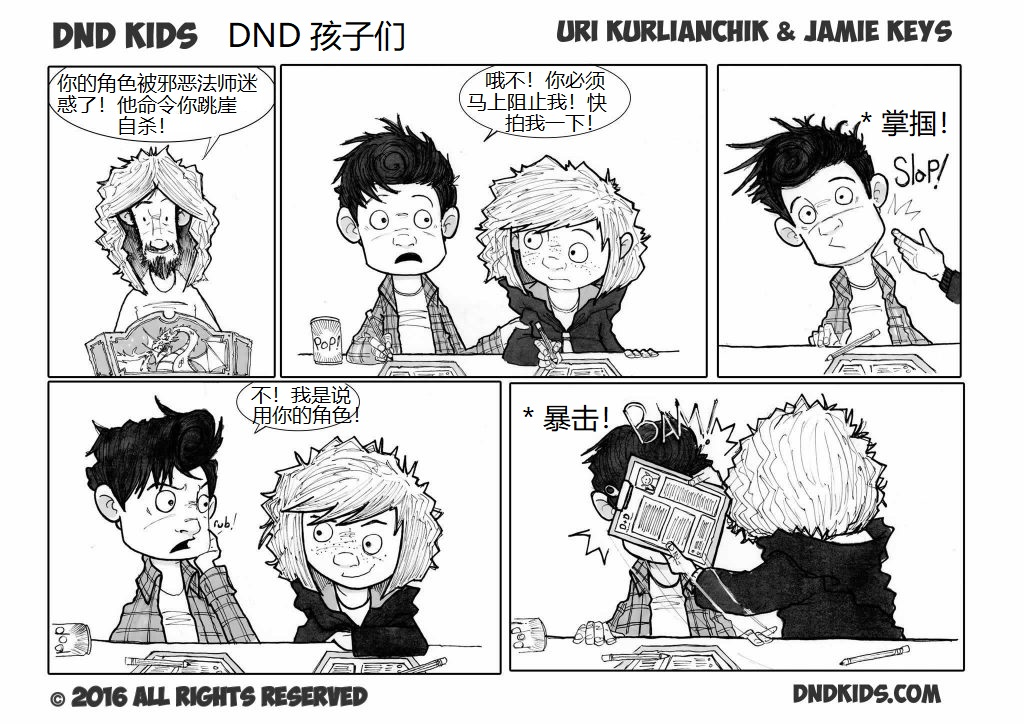 DND KIDS DND 孩子们 URI KURLIANCHIK & JAMIE KEYS
你的角色被邪恶法师迷
惑了！他命令你跳崖
自杀！
哦不！你必须
马上阻止我！快
拍我一下！
POP!
* 掌掴！
Slap!
不！我是说
用你的角色！
rub!
POP
* 暴击！
BAM!
D&D
© 2016 ALL RIGHTS RESERVED
DNDKIDS.COM